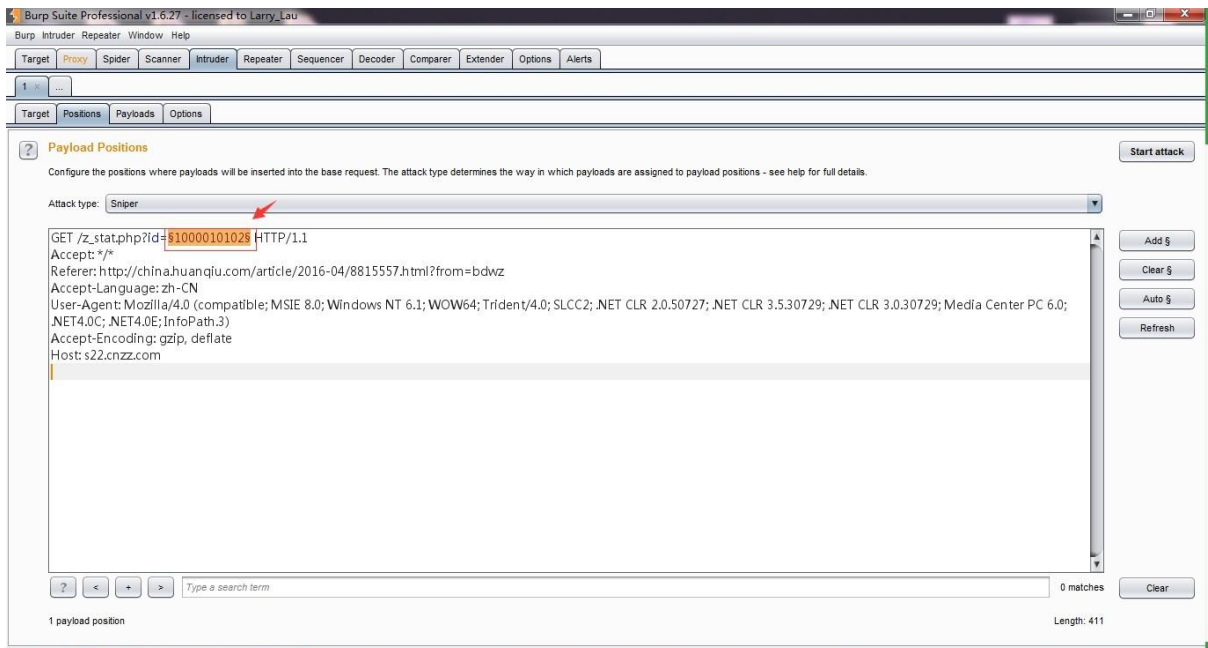 Burp Suite Professional v1.6.27 - licensed to Larry_Lau
Burp Intruder Repeater Window Help
Target Proxy Spider Scanner Intruder Repeater Sequencer Decoder Comparer Extender Options Alerts
1 × ...
Target Positions Payloads Options
? Payload Positions
Start attack
Configure the positions where payloads will be inserted into the base request. The attack type determines the way in which payloads are assigned to payload positions - see help for full details.
Attack type: Sniper
GET /z_stat.php?id=§1000010102§ HTTP/1.1
Accept: */*
Referer: http://china.huanqiu.com/article/2016-04/8815557.html?from=bdwz
Accept-Language: zh-CN
User-Agent: Mozilla/4.0 (compatible; MSIE 8.0; Windows NT 6.1; WOW64; Trident/4.0; SLCC2; .NET CLR 2.0.50727; .NET CLR 3.5.30729; .NET CLR 3.0.30729; Media Center PC 6.0;
.NET4.0C; .NET4.0E; InfoPath.3)
Accept-Encoding: gzip, deflate
Host: s22.cnzz.com
Add §
Clear §
Auto §
Refresh
? < + > Type a search term 0 matches Clear
1 payload position Length: 411